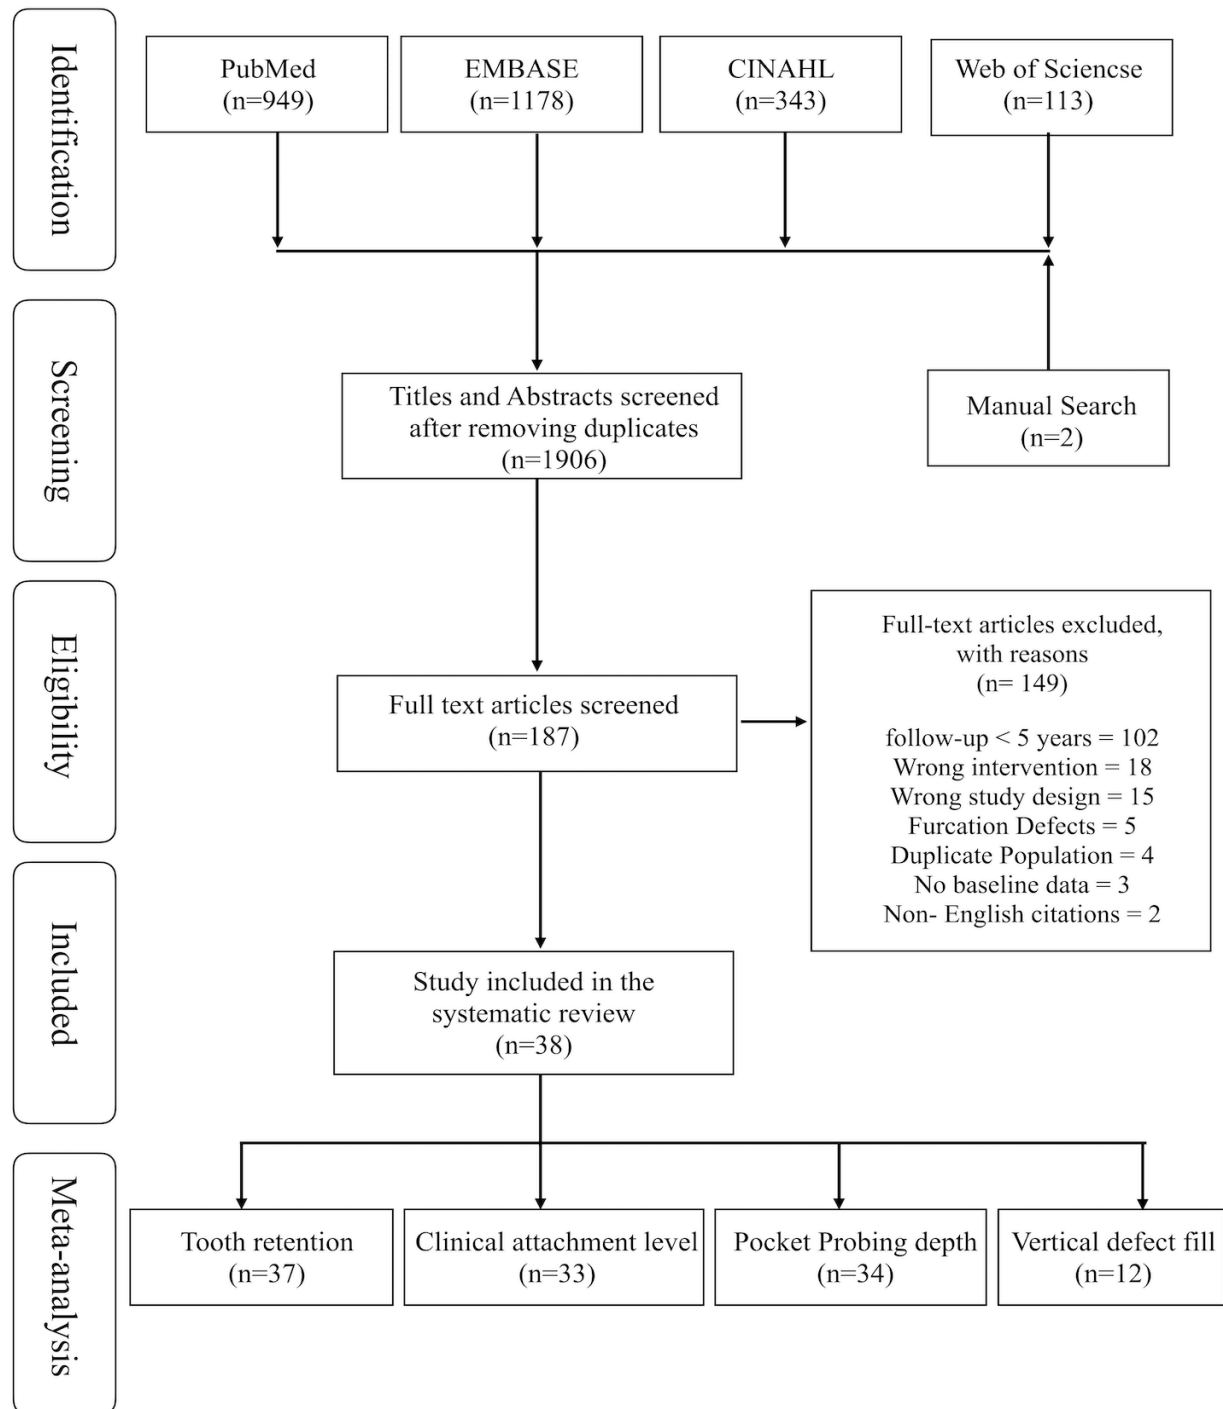 Identification
PubMed
(n=949)
EMBASE
(n=1178)
CINAHL
(n=343)
Web of Sciencse
(n=113)
Screening
Titles and Abstracts screened
after removing duplicates
(n=1906)
Manual Search
(n=2)
Eligibility
Full text articles screened
(n=187)
Full-text articles excluded,
with reasons
(n= 149)
follow-up < 5 years = 102
Wrong intervention = 18
Wrong study design = 15
Furcation Defects = 5
Duplicate Population = 4
No baseline data = 3
Non- English citations = 2
Included
Study included in the
systematic review
(n=38)
Meta-analysis
Tooth retention
(n=37)
Clinical attachment level
(n=33)
Pocket Probing depth
(n=34)
Vertical defect fill
(n=12)